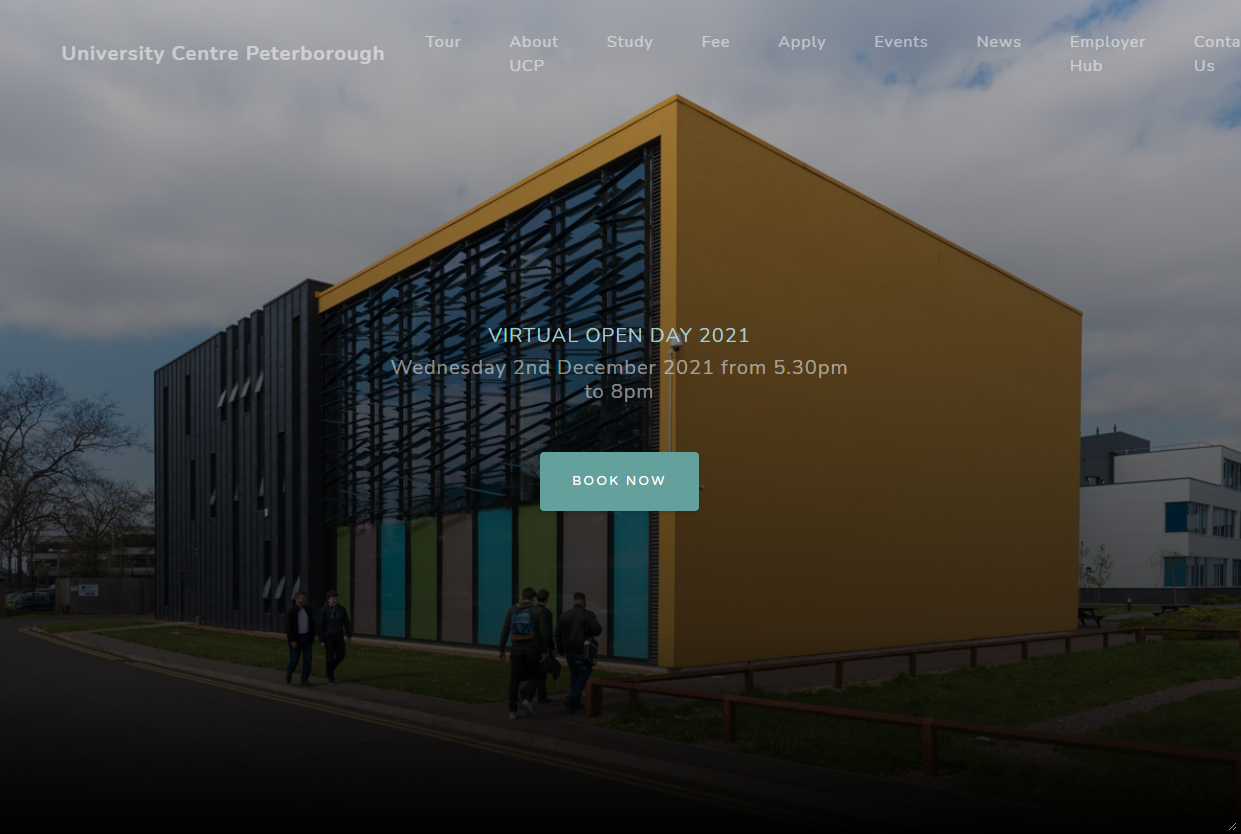 University Centre Peterborough
Tour
About UCP
Study
Fee
Apply
Events
News
Employer Hub
Conta
Us
VIRTUAL OPEN DAY 2021
Wednesday 2nd December 2021 from 5.30pm
to 8pm
BOOK NOW